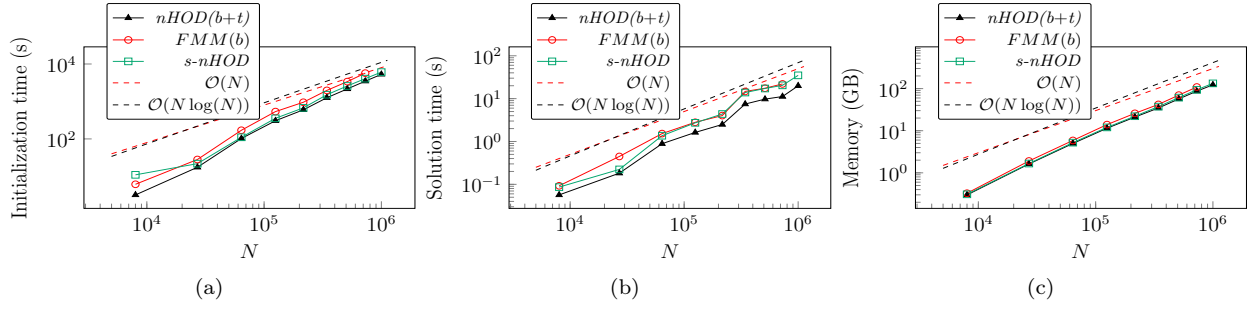 nHOD(b+t)
FMM(b)
s-nHOD
O(N)
O(N log(N))
Initialization time (s)
10^4
10^2
10^4 10^5 10^6
N
(a)
nHOD(b+t)
FMM(b)
s-nHOD
O(N)
O(N log(N))
Solution time (s)
10^2
10^1
10^0
10^−1
10^4 10^5 10^6
N
(b)
nHOD(b+t)
FMM(b)
s-nHOD
O(N)
O(N log(N))
Memory (GB)
10^2
10^1
10^0
10^4 10^5 10^6
N
(c)